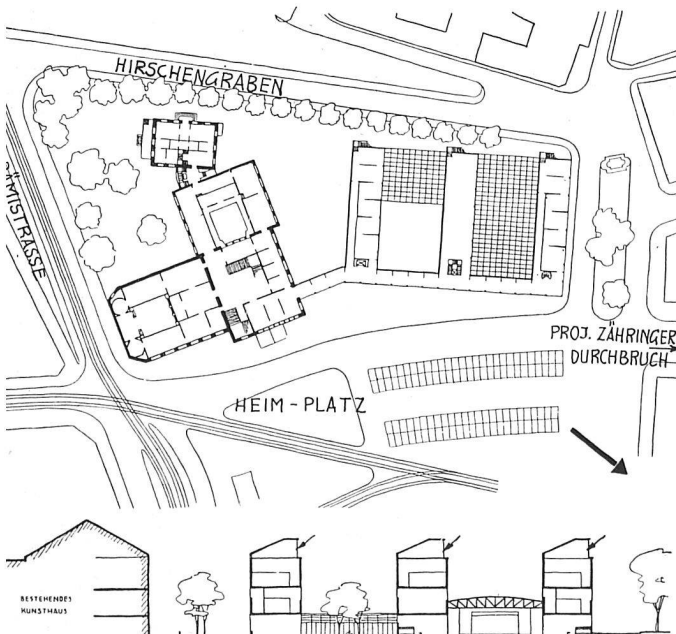 HIRSCHENGRABEN
RÄMISTRASSE
PROJ. ZÄHRINGER
DURCHBRUCH
HEIM-PLATZ
BESTEHENDES
KUNSTHAUS